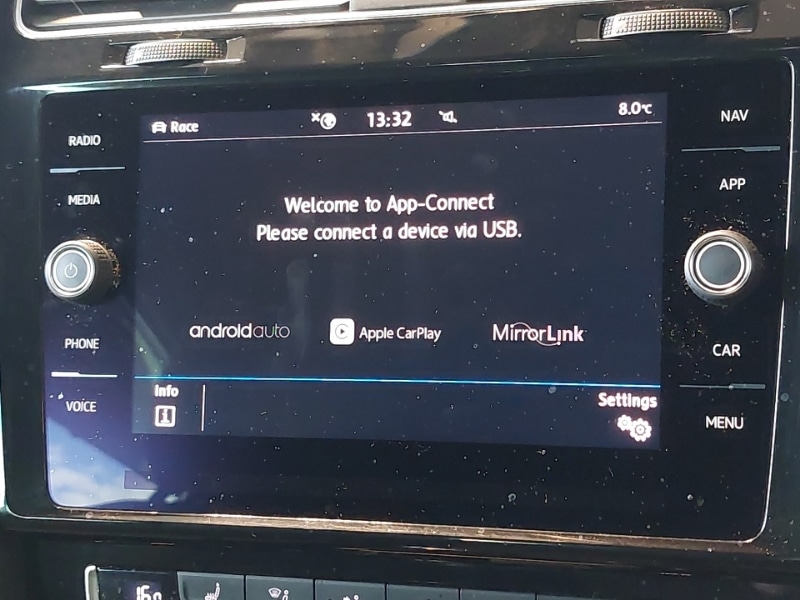 Race 13:32 8.0°C
RADIO
MEDIA
PHONE
VOICE
Welcome to App-Connect
Please connect a device via USB.
androidauto Apple CarPlay MirrorLink
Info
Settings
NAV
APP
CAR
MENU